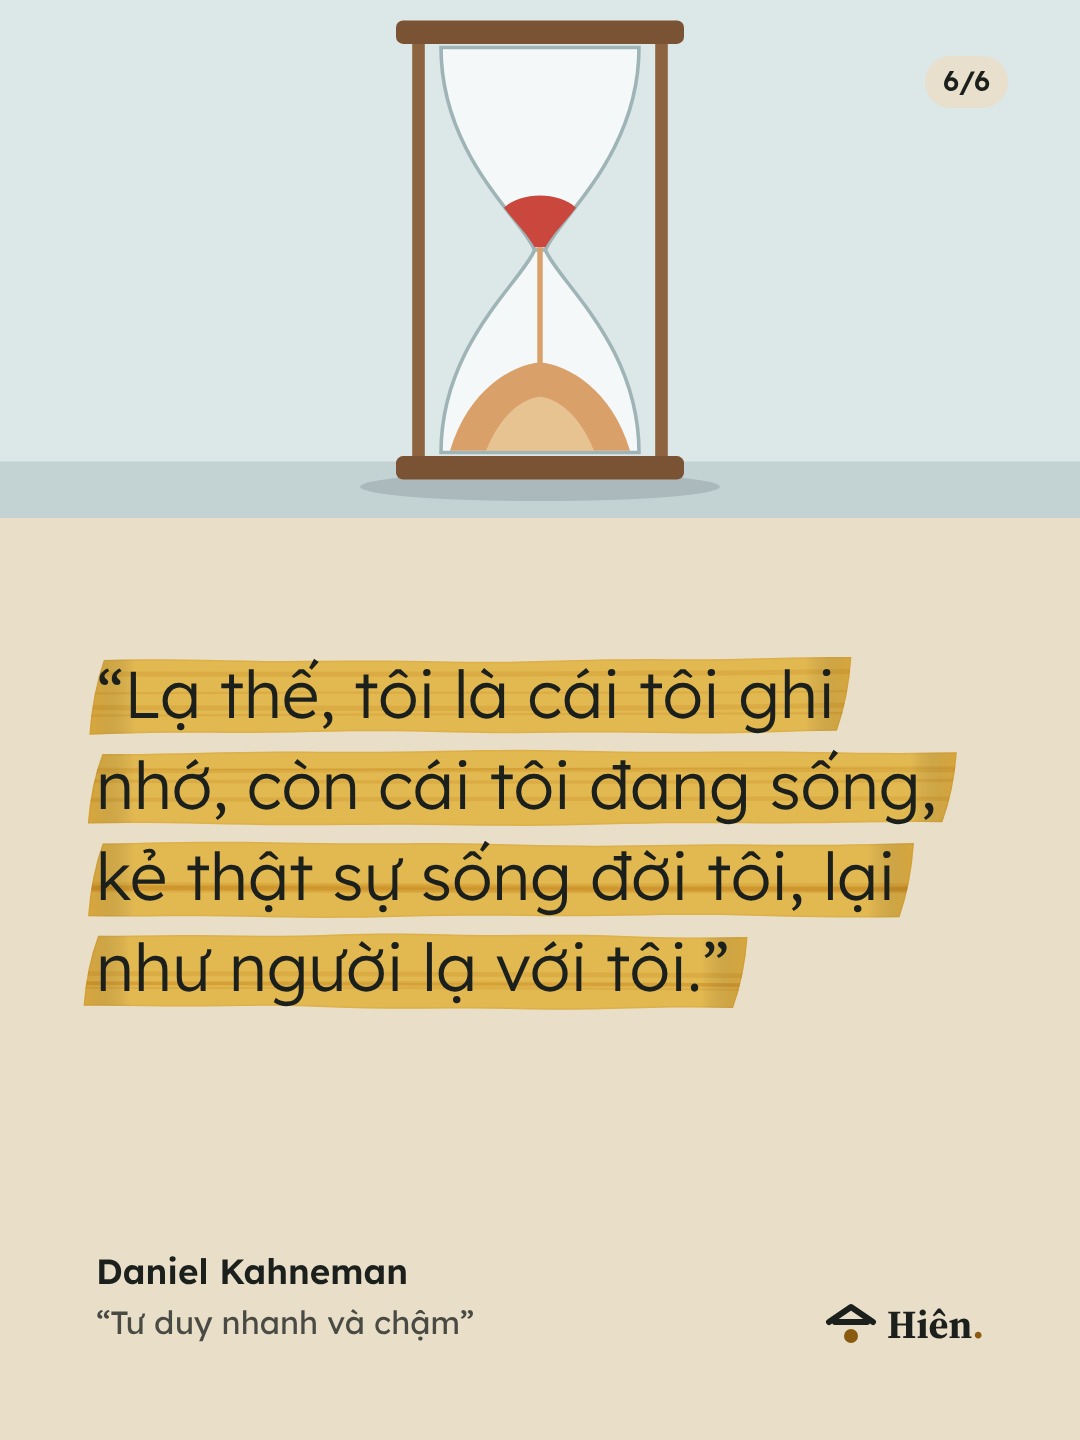 6/6
“Lạ thế, tôi là cái tôi ghi
nhớ, còn cái tôi đang sống,
kẻ thật sự sống đời tôi, lại
như người lạ với tôi.”
Daniel Kahneman
“Tư duy nhanh và chậm”
Hiên.